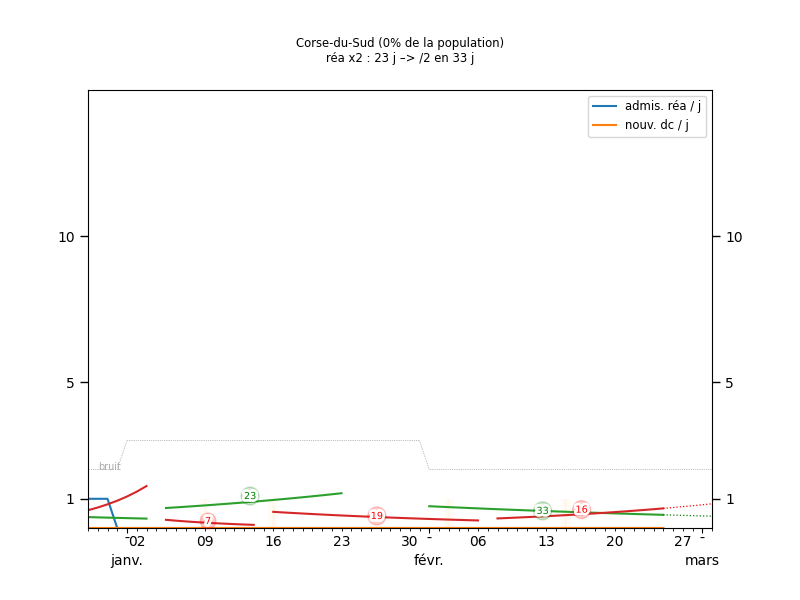 Corse-du-Sud (0% de la population)
réa x2 : 23 j –> /2 en 33 j
admis. réa / j
nouv. dc / j
10 10
5 5
bruit
1 1
23
7
19
33
16
02 09 16 23 30 06 13 20 27
janv. févr. mars